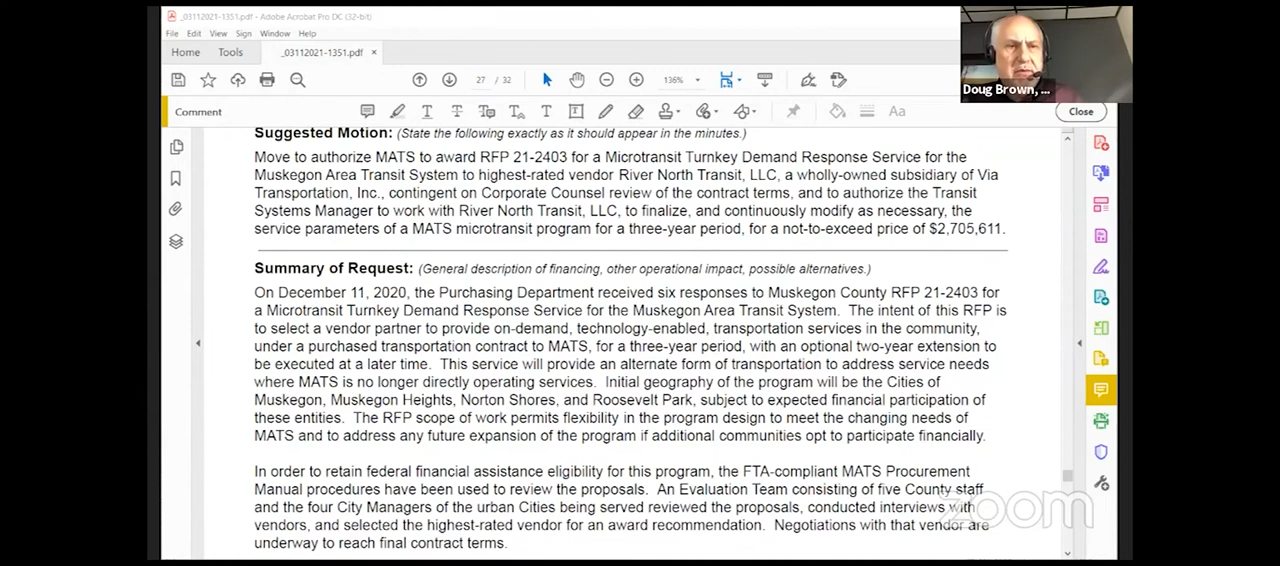 _03112021-1351.pdf - Adobe Acrobat Pro DC (32-bit)
File Edit View Sign Window Help
Home Tools _03112021-1351.pdf ×
27 / 32 136%
Doug Brown, ...
Comment Aa Close
Suggested Motion: (State the following exactly as it should appear in the minutes.)
Move to authorize MATS to award RFP 21-2403 for a Microtransit Turnkey Demand Response Service for the
Muskegon Area Transit System to highest-rated vendor River North Transit, LLC, a wholly-owned subsidiary of Via
Transportation, Inc., contingent on Corporate Counsel review of the contract terms, and to authorize the Transit
Systems Manager to work with River North Transit, LLC, to finalize, and continuously modify as necessary, the
service parameters of a MATS microtransit program for a three-year period, for a not-to-exceed price of $2,705,611.
Summary of Request: (General description of financing, other operational impact, possible alternatives.)
On December 11, 2020, the Purchasing Department received six responses to Muskegon County RFP 21-2403 for
a Microtransit Turnkey Demand Response Service for the Muskegon Area Transit System. The intent of this RFP is
to select a vendor partner to provide on-demand, technology-enabled, transportation services in the community,
under a purchased transportation contract to MATS, for a three-year period, with an optional two-year extension to
be executed at a later time. This service will provide an alternate form of transportation to address service needs
where MATS is no longer directly operating services. Initial geography of the program will be the Cities of
Muskegon, Muskegon Heights, Norton Shores, and Roosevelt Park, subject to expected financial participation of
these entities. The RFP scope of work permits flexibility in the program design to meet the changing needs of
MATS and to address any future expansion of the program if additional communities opt to participate financially.
In order to retain federal financial assistance eligibility for this program, the FTA-compliant MATS Procurement
Manual procedures have been used to review the proposals. An Evaluation Team consisting of five County staff
and the four City Managers of the urban Cities being served reviewed the proposals, conducted interviews with
vendors, and selected the highest-rated vendor for an award recommendation. Negotiations with that vendor are
underway to reach final contract terms.
zoom